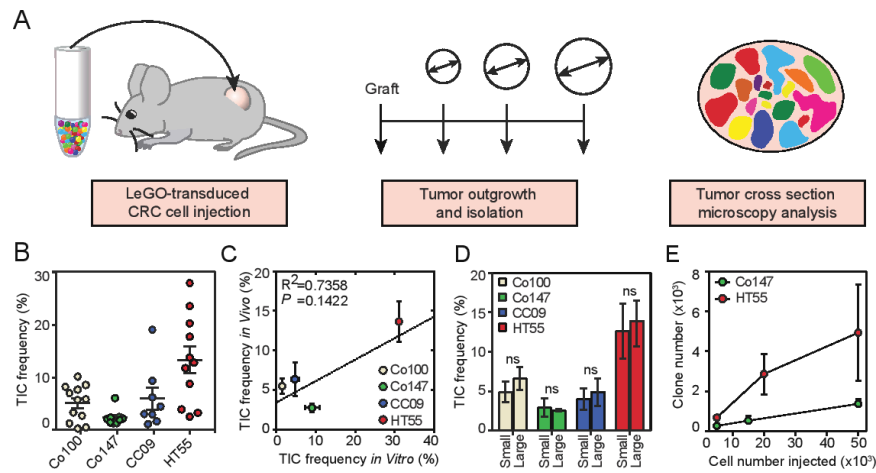 A
Graft
LeGO-transduced
CRC cell injection
Tumor outgrowth
and isolation
Tumor cross section
microscopy analysis
B
TIC frequency
(%)
30
20
10
0
Co100
Co147
CC09
HT55
C
TIC frequency in Vivo (%)
R²=0.7358
P =0.1422
20
15
10
5
0
Co100
Co147
CC09
HT55
0 10 20 30 40
TIC frequency in Vitro (%)
D
TIC frequency (%)
20
15
10
5
0
Co100
Co147
CC09
HT55
ns
ns
ns
ns
Small
Large
Small
Large
Small
Large
Small
Large
E
Clone number (x10³)
Co147
HT55
8
6
4
2
0
0 10 20 30 40 50
Cell number injected (x10³)